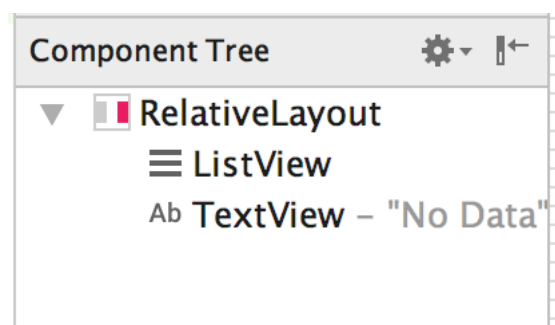 Component Tree
RelativeLayout
ListView
Ab TextView – "No Data"